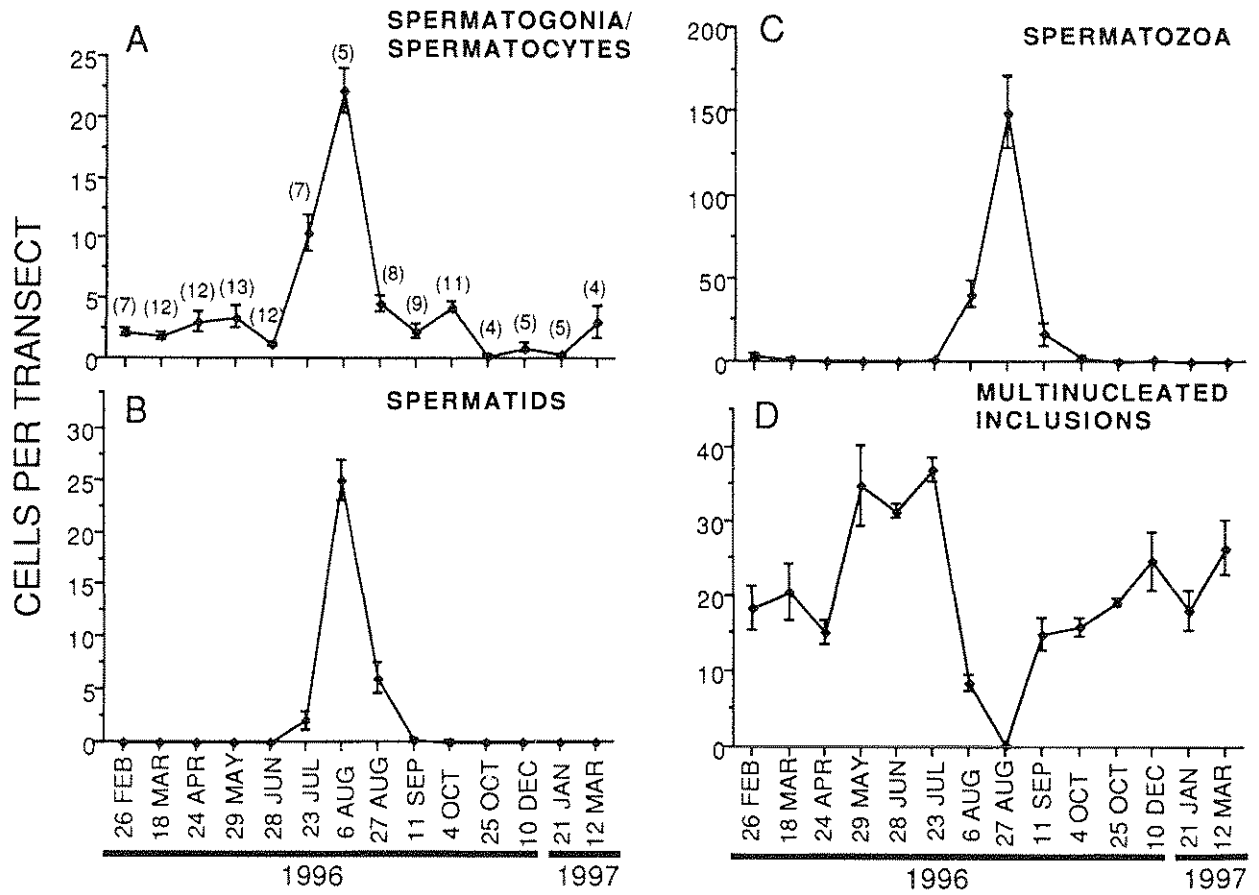 CELLS PER TRANSECT
A
SPERMATOGONIA/
SPERMATOCYTES
25
20
15
10
5
0
(7)
(12)
(12)
(13)
(12)
(7)
(5)
(8)
(9)
(11)
(4)
(5)
(5)
(4)
B
SPERMATIDS
30
25
20
15
10
5
0
26 FEB
18 MAR
24 APR
29 MAY
28 JUN
23 JUL
6 AUG
27 AUG
11 SEP
4 OCT
25 OCT
10 DEC
21 JAN
12 MAR
1996
1997
C
SPERMATOZOA
200
150
100
50
0
D
MULTINUCLEATED
INCLUSIONS
40
30
20
10
0
26 FEB
18 MAR
24 APR
29 MAY
28 JUN
23 JUL
6 AUG
27 AUG
11 SEP
4 OCT
25 OCT
10 DEC
21 JAN
12 MAR
1996
1997